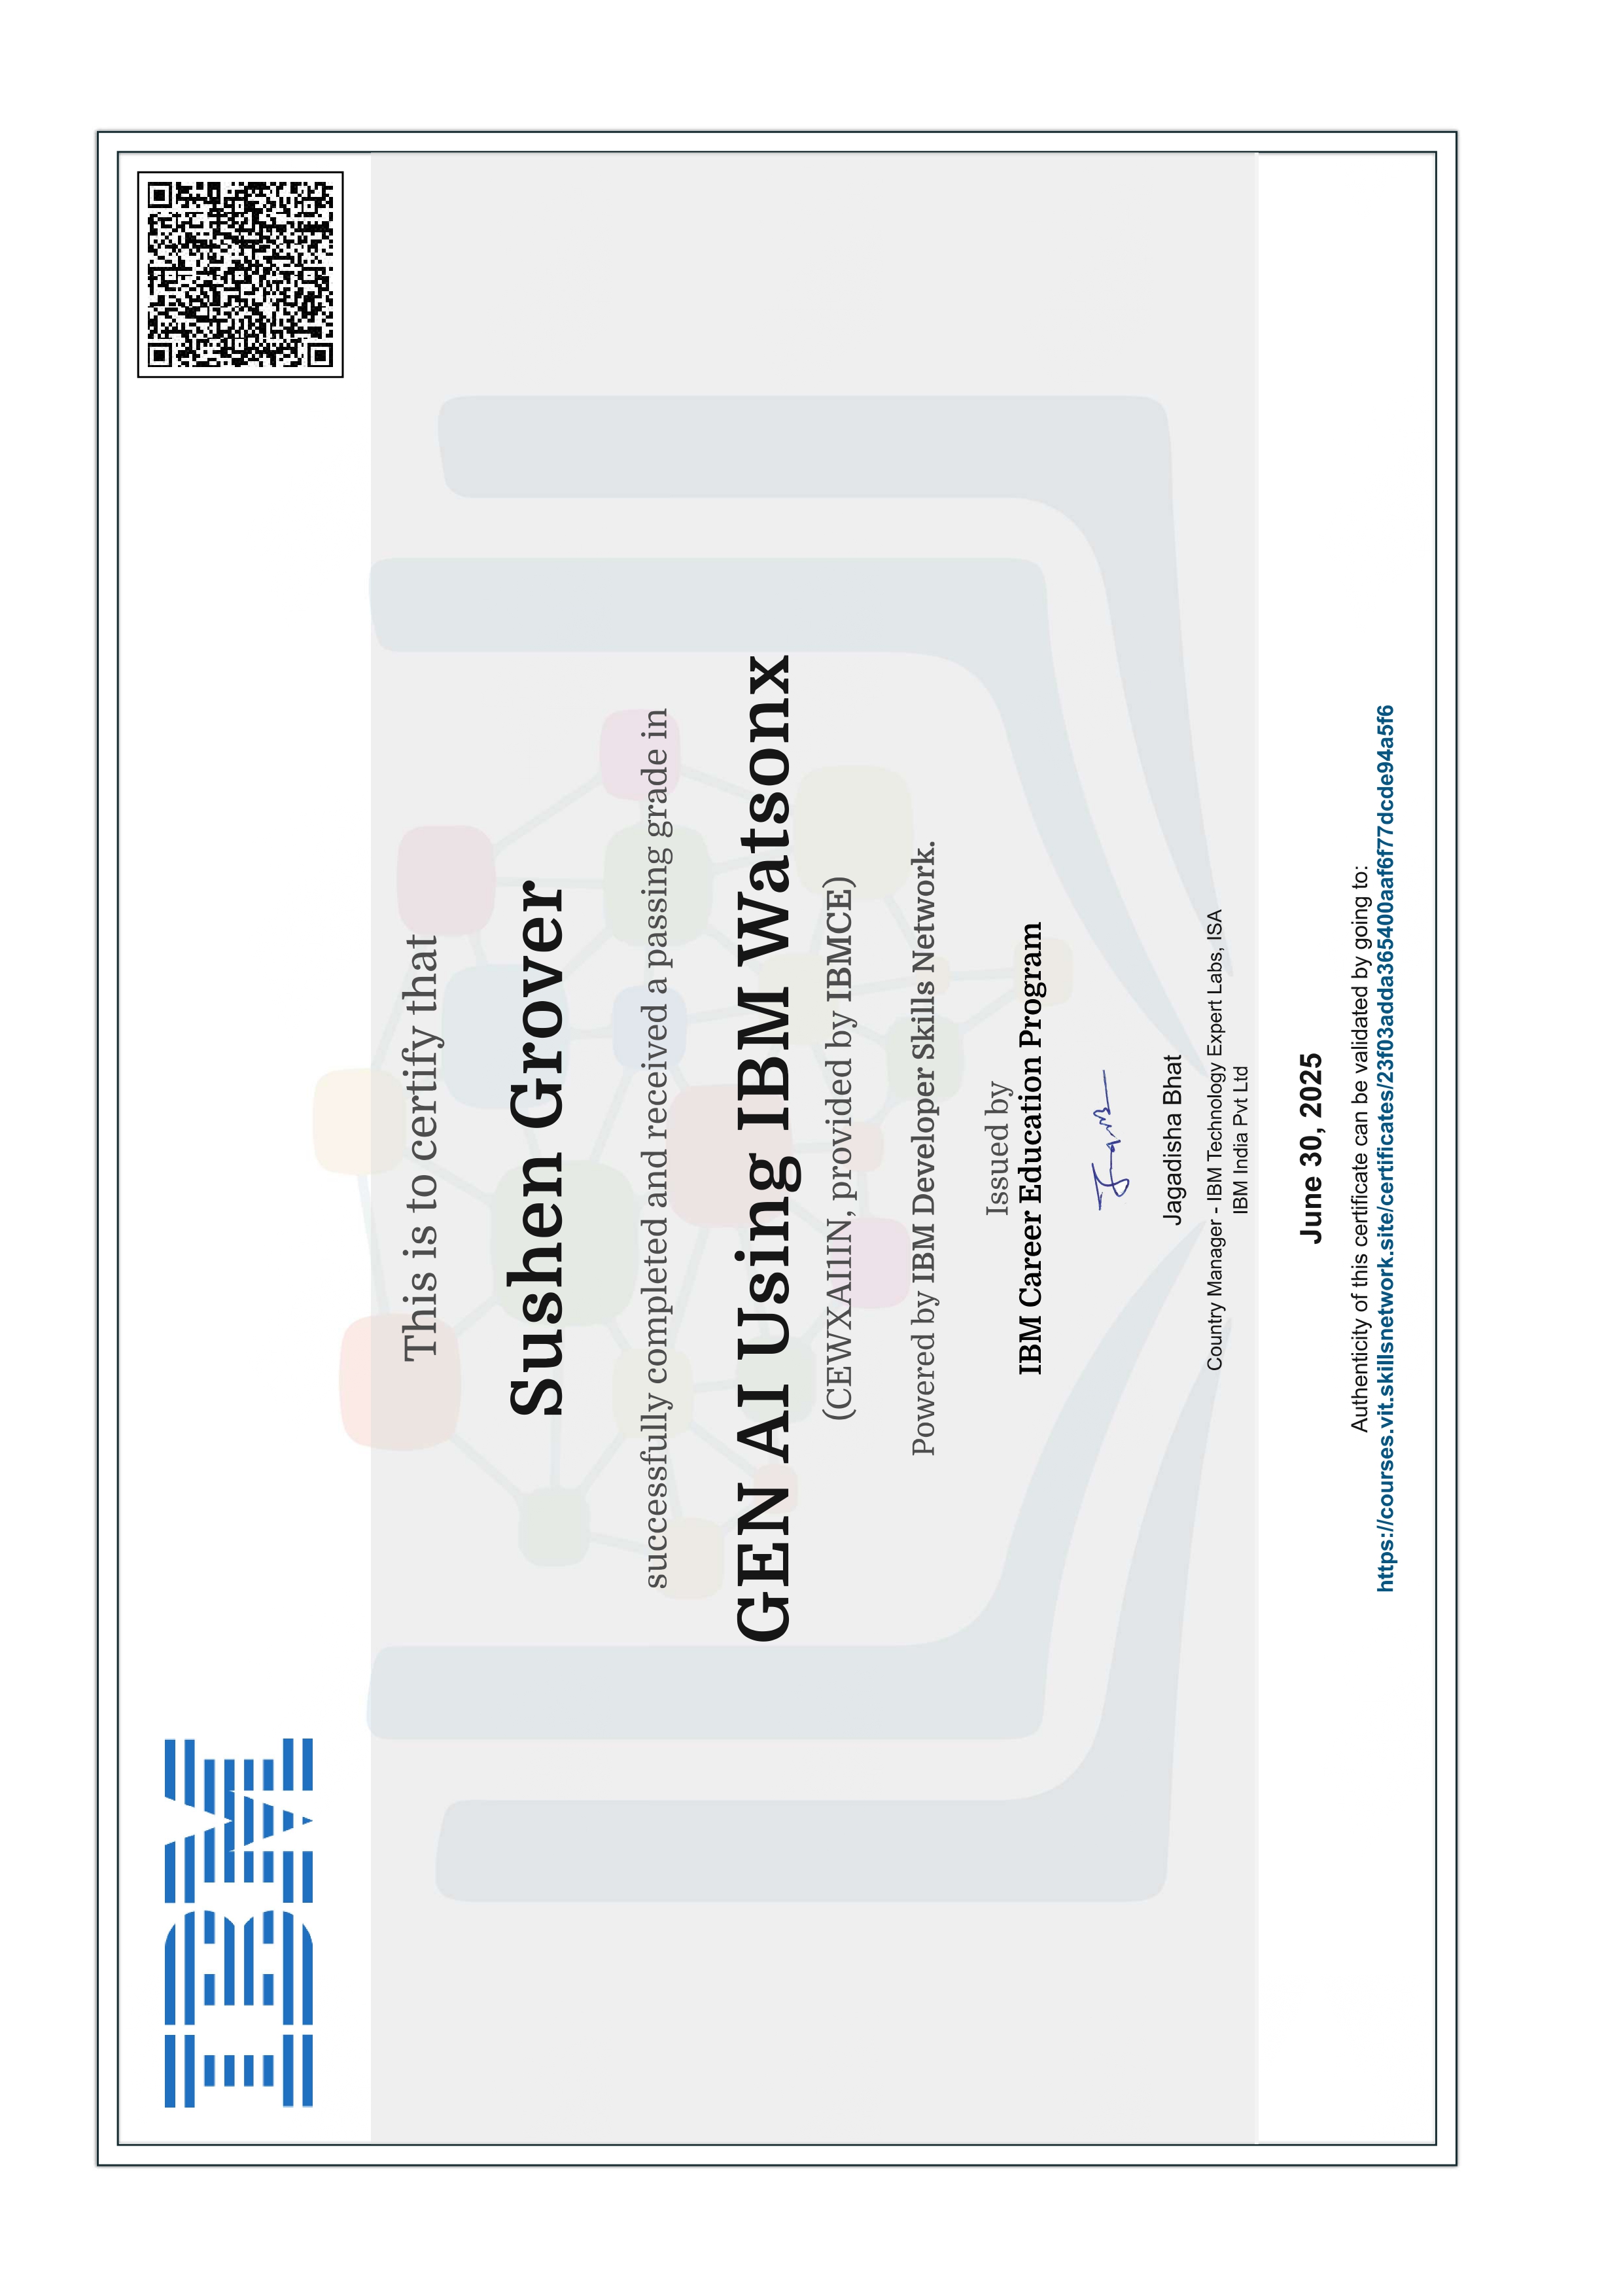 IBM
This is to certify that
Sushen Grover
successfully completed and received a passing grade in
GEN AI Using IBM Watsonx
(CEWXAI1IN, provided by IBMCE)
Powered by IBM Developer Skills Network.
Issued by
IBM Career Education Program
Jagadisha Bhat
Country Manager - IBM Technology Expert Labs, ISA
IBM India Pvt Ltd
June 30, 2025
Authenticity of this certificate can be validated by going to:
https://courses.vit.skillsnetwork.site/certificates/23f03adda365400aaf6f77dcde94a5f6